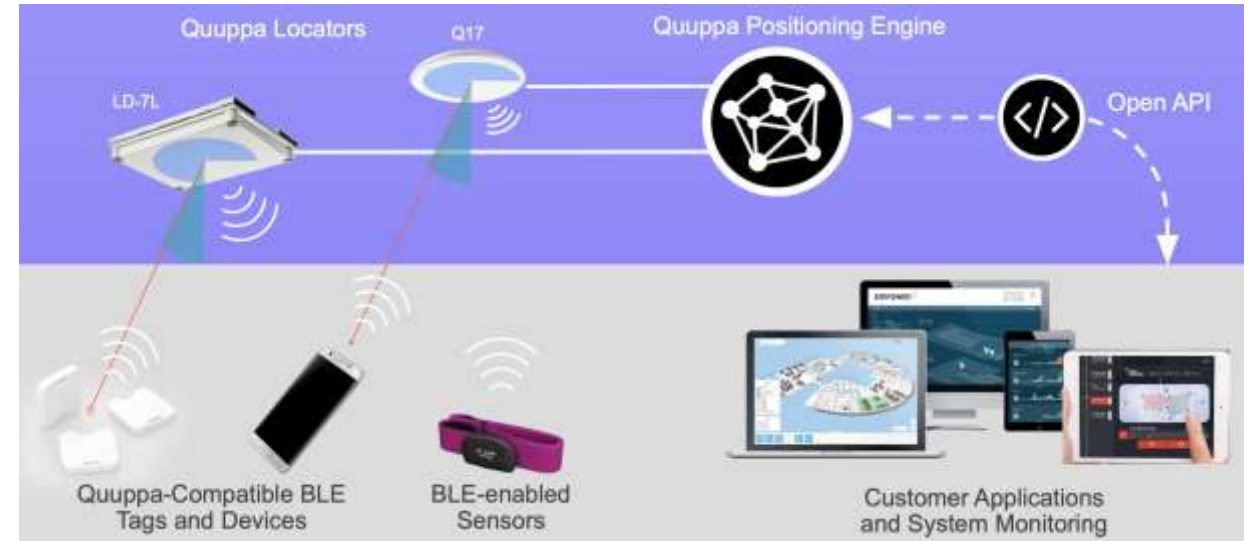 Quuppa Locators
Q17
Quuppa Positioning Engine
LD-7L
</>
Open API
Quuppa-Compatible BLE
Tags and Devices
BLE-enabled
Sensors
Customer Applications
and System Monitoring